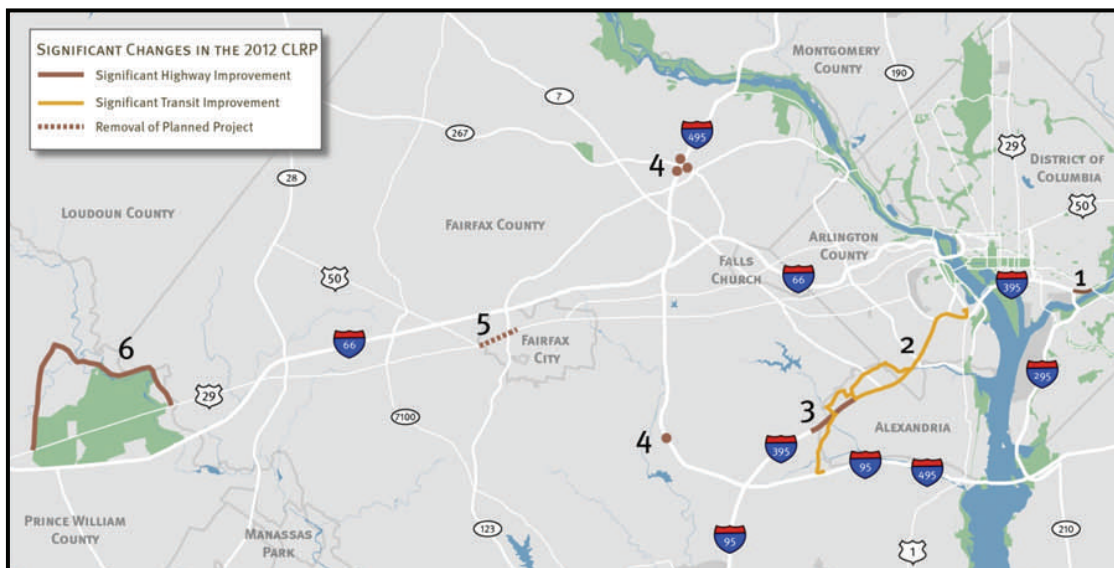 SIGNIFICANT CHANGES IN THE 2012 CLRP
Significant Highway Improvement
Significant Transit Improvement
Removal of Planned Project
MONTGOMERY
COUNTY
190
7
267
495
29
4
DISTRICT OF
COLUMBIA
28
50
LOUDOUN COUNTY
FAIRFAX COUNTY
ARLINGTON
COUNTY
FALLS
CHURCH
50
66
395
1
5
66
FAIRFAX
CITY
2
6
295
29
7100
3
4
ALEXANDRIA
395
95
495
PRINCE WILLIAM
COUNTY
MANASSAS
PARK
123
95
210
1